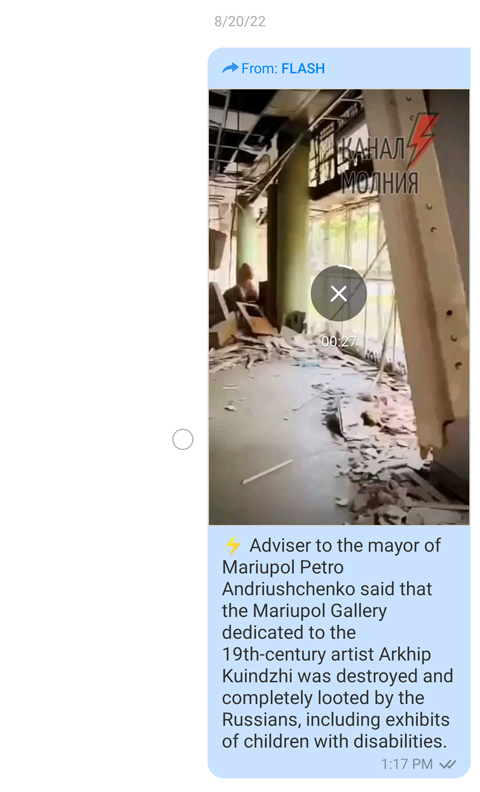 8/20/22
From: FLASH
КАНАЛ
МОЛНИЯ
00:27
⚡ Adviser to the mayor of
Mariupol Petro
Andriushchenko said that
the Mariupol Gallery
dedicated to the
19th-century artist Arkhip
Kuindzhi was destroyed and
completely looted by the
Russians, including exhibits
of children with disabilities.
1:17 PM